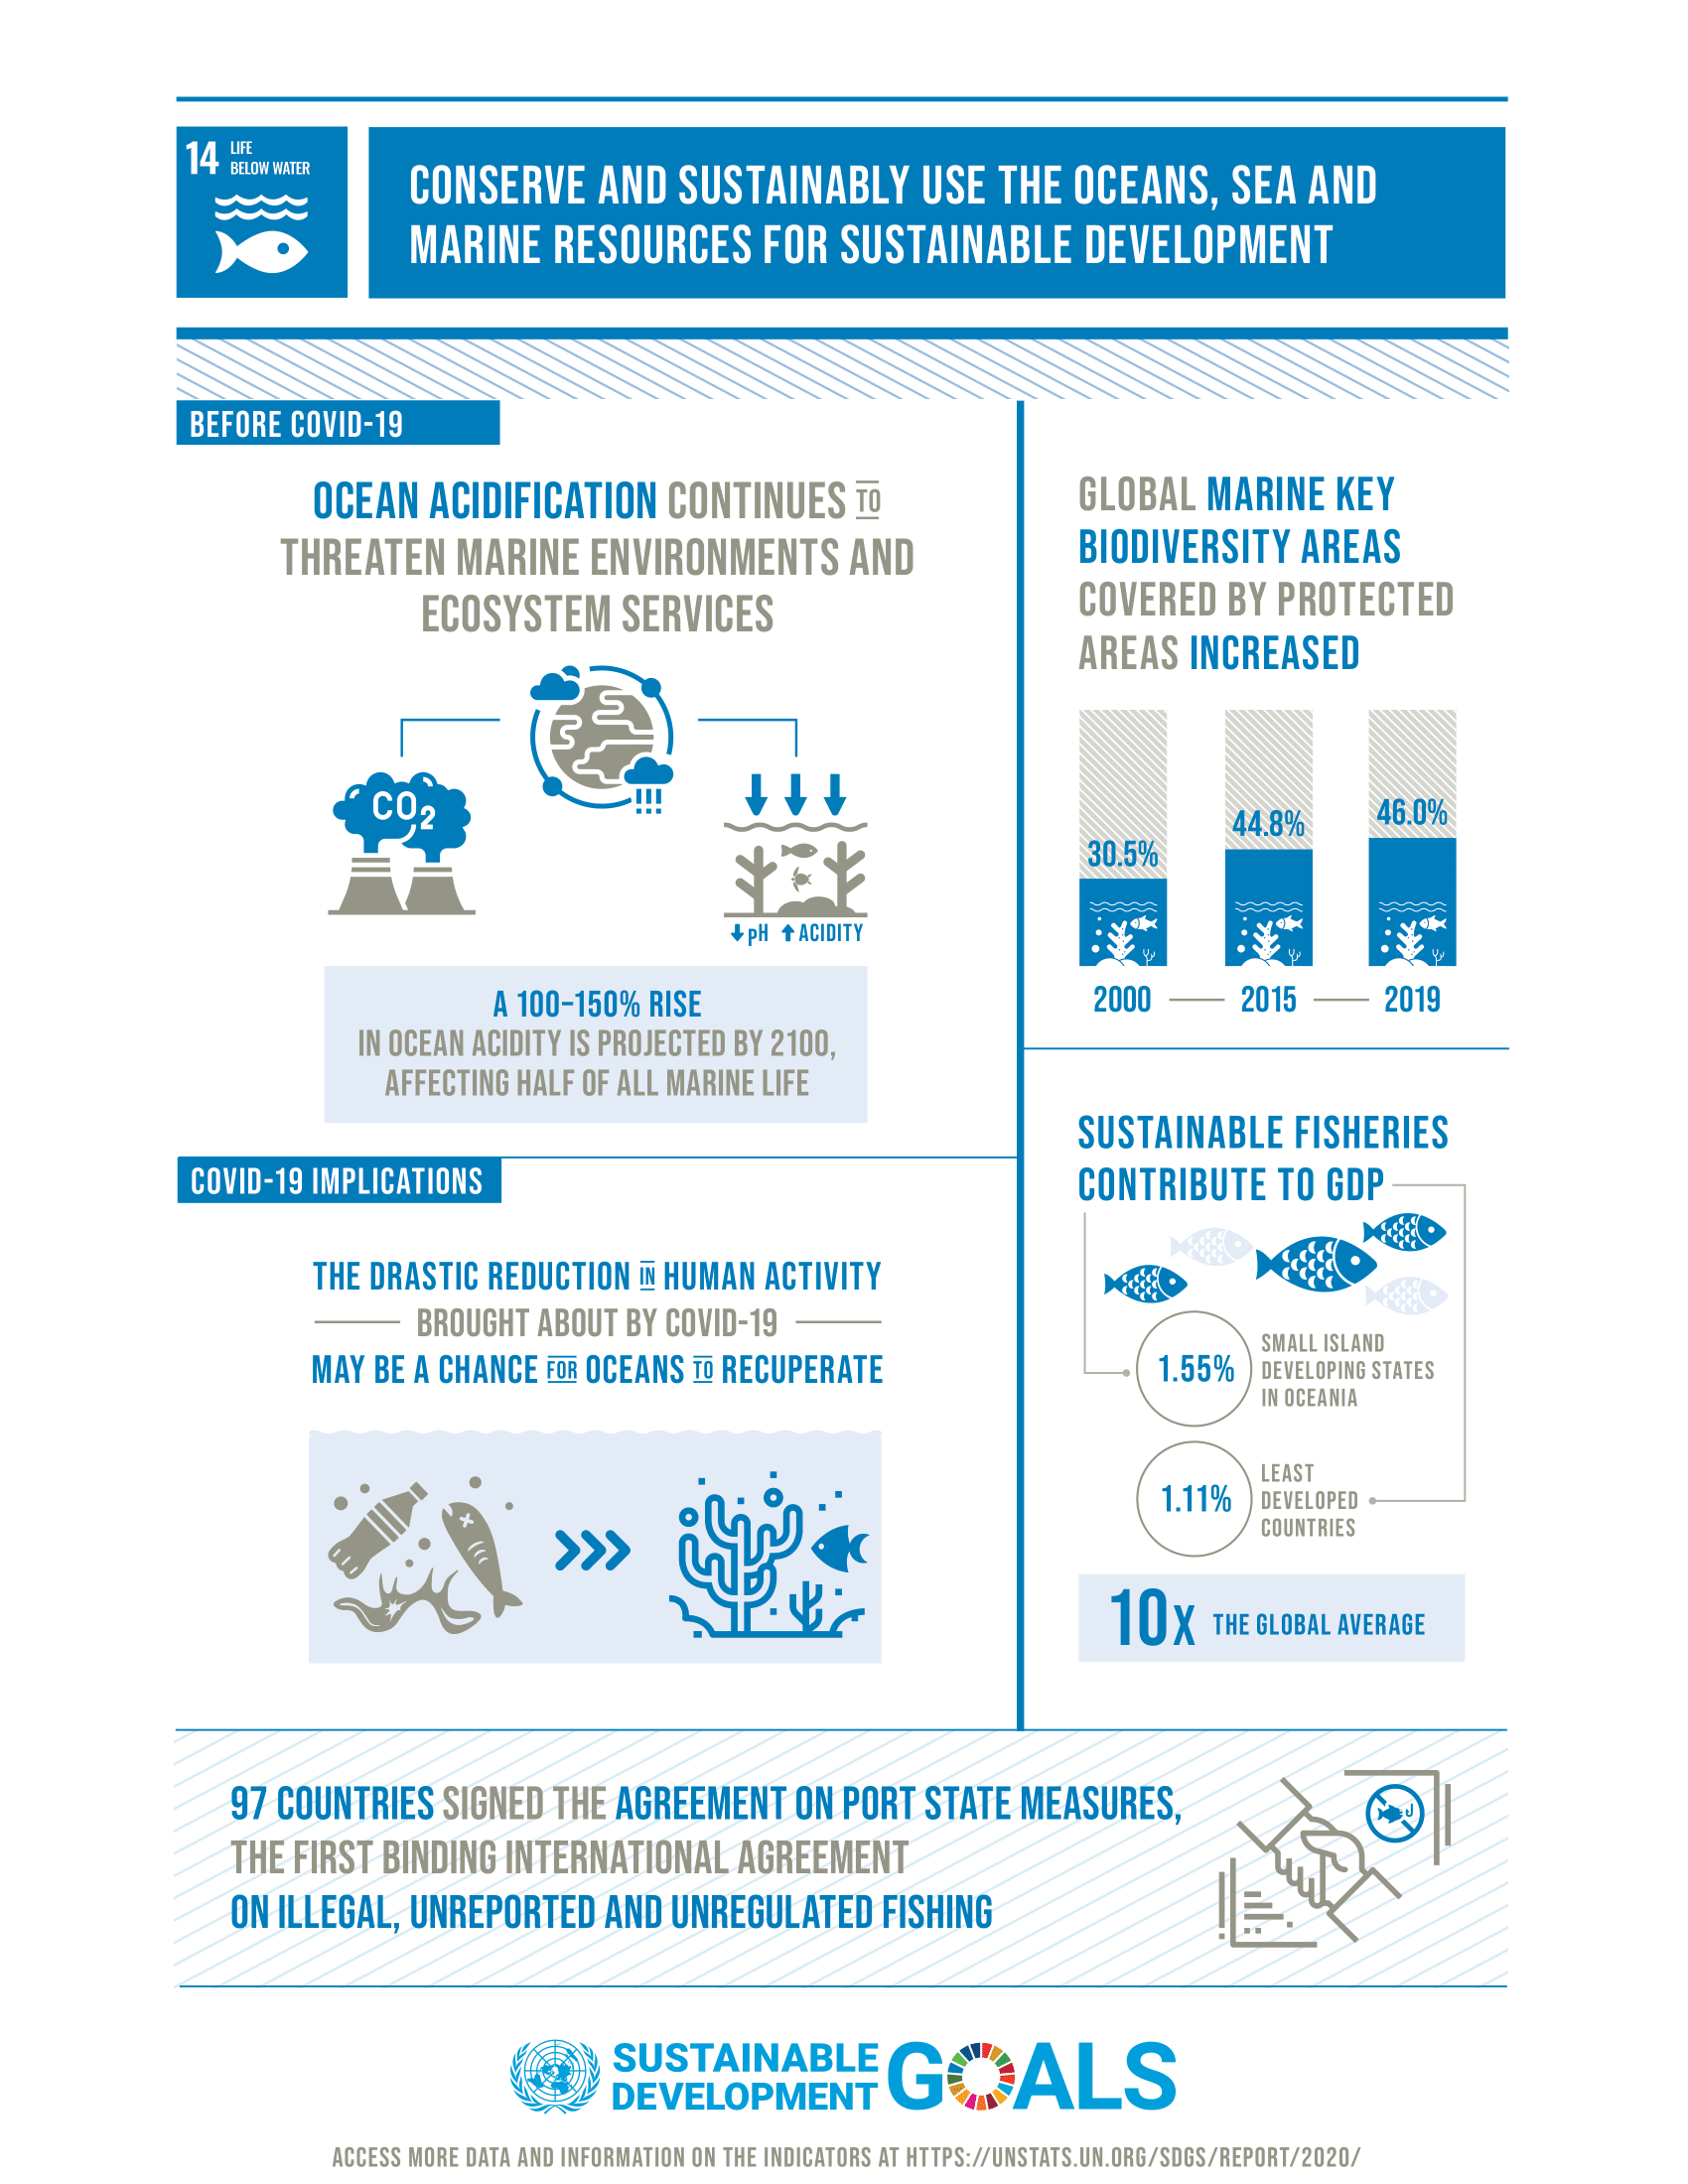 14 LIFE
BELOW WATER
CONSERVE AND SUSTAINABLY USE THE OCEANS, SEA AND
MARINE RESOURCES FOR SUSTAINABLE DEVELOPMENT
BEFORE COVID-19
OCEAN ACIDIFICATION CONTINUES TO
THREATEN MARINE ENVIRONMENTS AND
ECOSYSTEM SERVICES
CO2
pH ACIDITY
A 100-150% RISE
IN OCEAN ACIDITY IS PROJECTED BY 2100,
AFFECTING HALF OF ALL MARINE LIFE
COVID-19 IMPLICATIONS
THE DRASTIC REDUCTION IN HUMAN ACTIVITY
BROUGHT ABOUT BY COVID-19
MAY BE A CHANCE FOR OCEANS TO RECUPERATE
GLOBAL MARINE KEY
BIODIVERSITY AREAS
COVERED BY PROTECTED
AREAS INCREASED
30.5% 44.8% 46.0%
2000 2015 2019
SUSTAINABLE FISHERIES
CONTRIBUTE TO GDP
1.55%
SMALL ISLAND
DEVELOPING STATES
IN OCEANIA
1.11%
LEAST
DEVELOPED
COUNTRIES
10X THE GLOBAL AVERAGE
97 COUNTRIES SIGNED THE AGREEMENT ON PORT STATE MEASURES,
THE FIRST BINDING INTERNATIONAL AGREEMENT
ON ILLEGAL, UNREPORTED AND UNREGULATED FISHING
SUSTAINABLE
DEVELOPMENT GOALS
ACCESS MORE DATA AND INFORMATION ON THE INDICATORS AT HTTPS://UNSTATS.UN.ORG/SDGS/REPORT/2020/